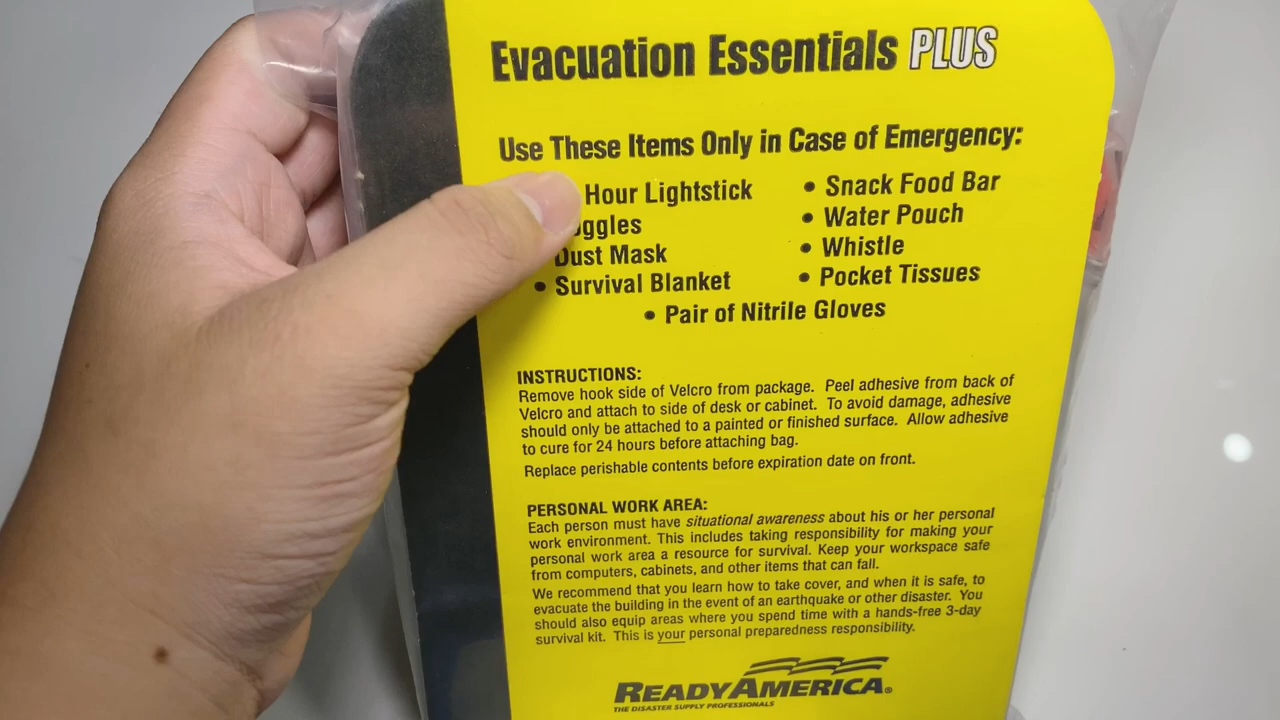 Evacuation Essentials PLUS
Use These Items Only in Case of Emergency:
Hour Lightstick
• Snack Food Bar
• Water Pouch
Dust Mask
• Whistle
• Survival Blanket
• Pocket Tissues
• Pair of Nitrile Gloves
INSTRUCTIONS:
Remove hook side of Velcro from package. Peel adhesive from back of
Velcro and attach to side of desk or cabinet. To avoid damage, adhesive
should only be attached to a painted or finished surface. Allow adhesive
to cure for 24 hours before attaching bag.
Replace perishable contents before expiration date on front.
PERSONAL WORK AREA:
Each person must have situational awareness about his or her personal
work environment. This includes taking responsibility for making your
personal work area a resource for survival. Keep your workspace safe
from computers, cabinets, and other items that can fall.
We recommend that you learn how to take cover, and when it is safe, to
evacuate the building in the event of an earthquake or other disaster. You
should also equip areas where you spend time with a hands-free 3-day
survival kit. This is your personal preparedness responsibility.
READYAMERICA®
THE DISASTER SUPPLY PROFESSIONALS